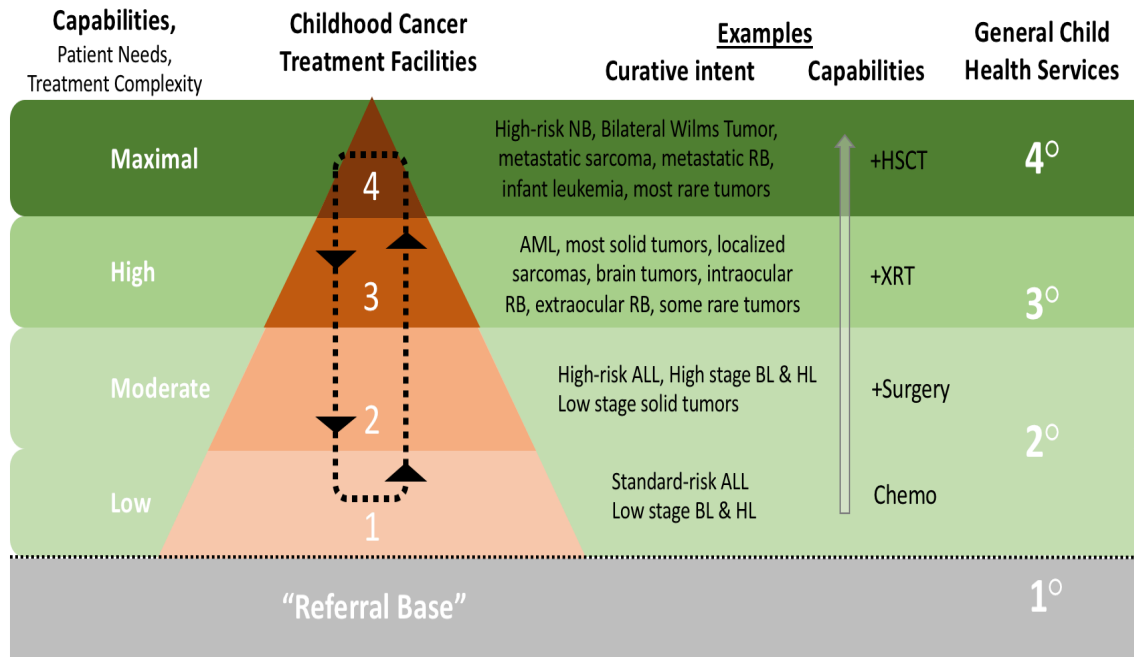 Capabilities,
Patient Needs,
Treatment Complexity
Childhood Cancer
Treatment Facilities
Examples
Curative intent
Capabilities
General Child
Health Services
Maximal
4
High-risk NB, Bilateral Wilms Tumor,
metastatic sarcoma, metastatic RB,
infant leukemia, most rare tumors
+HSCT
4°
High
3
AML, most solid tumors, localized
sarcomas, brain tumors, intraocular
RB, extraocular RB, some rare tumors
+XRT
3°
Moderate
2
High-risk ALL, High stage BL & HL
Low stage solid tumors
+Surgery
2°
Low
1
Standard-risk ALL
Low stage BL & HL
Chemo
“Referral Base”
1°